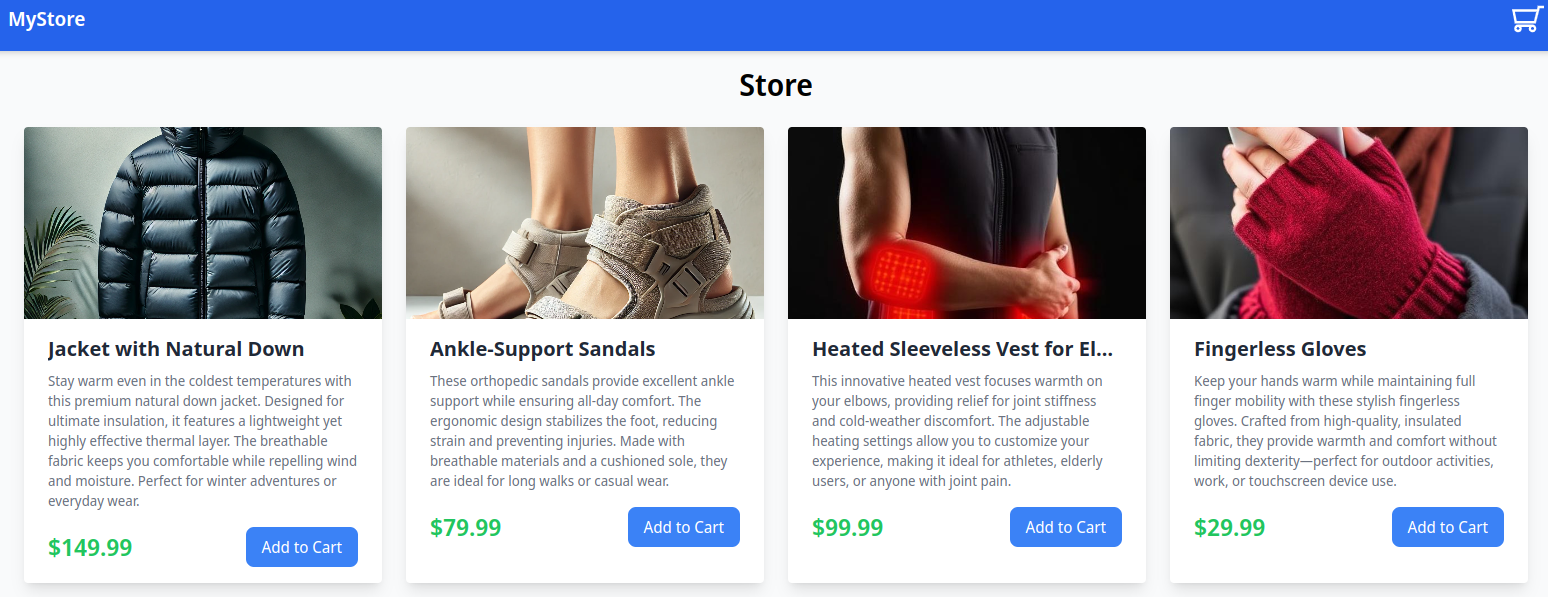 MyStore
Store
Jacket with Natural Down
Stay warm even in the coldest temperatures with
this premium natural down jacket. Designed for
ultimate insulation, it features a lightweight yet
highly effective thermal layer. The breathable
fabric keeps you comfortable while repelling wind
and moisture. Perfect for winter adventures or
everyday wear.
$149.99
Add to Cart
Ankle-Support Sandals
These orthopedic sandals provide excellent ankle
support while ensuring all-day comfort. The
ergonomic design stabilizes the foot, reducing
strain and preventing injuries. Made with
breathable materials and a cushioned sole, they
are ideal for long walks or casual wear.
$79.99
Add to Cart
Heated Sleeveless Vest for El...
This innovative heated vest focuses warmth on
your elbows, providing relief for joint stiffness
and cold-weather discomfort. The adjustable
heating settings allow you to customize your
experience, making it ideal for athletes, elderly
users, or anyone with joint pain.
$99.99
Add to Cart
Fingerless Gloves
Keep your hands warm while maintaining full
finger mobility with these stylish fingerless
gloves. Crafted from high-quality, insulated
fabric, they provide warmth and comfort without
limiting dexterity—perfect for outdoor activities,
work, or touchscreen device use.
$29.99
Add to Cart